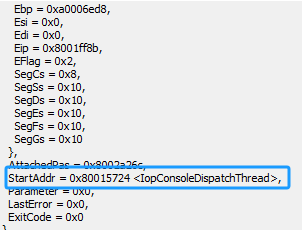 Ebp = 0xa0006ed8,
Esi = 0x0,
Edi = 0x0,
Eip = 0x8001ff8b,
EFlag = 0x2,
SegCs = 0x8,
SegSs = 0x10,
SegDs = 0x10,
SegEs = 0x10,
SegFs = 0x10,
SegGs = 0x10
},
AttachedPas = 0x8002a26c,
StartAddr = 0x80015724 <IopConsoleDispatchThread>,
Parameter = 0x0,
LastError = 0x0,
ExitCode = 0x0